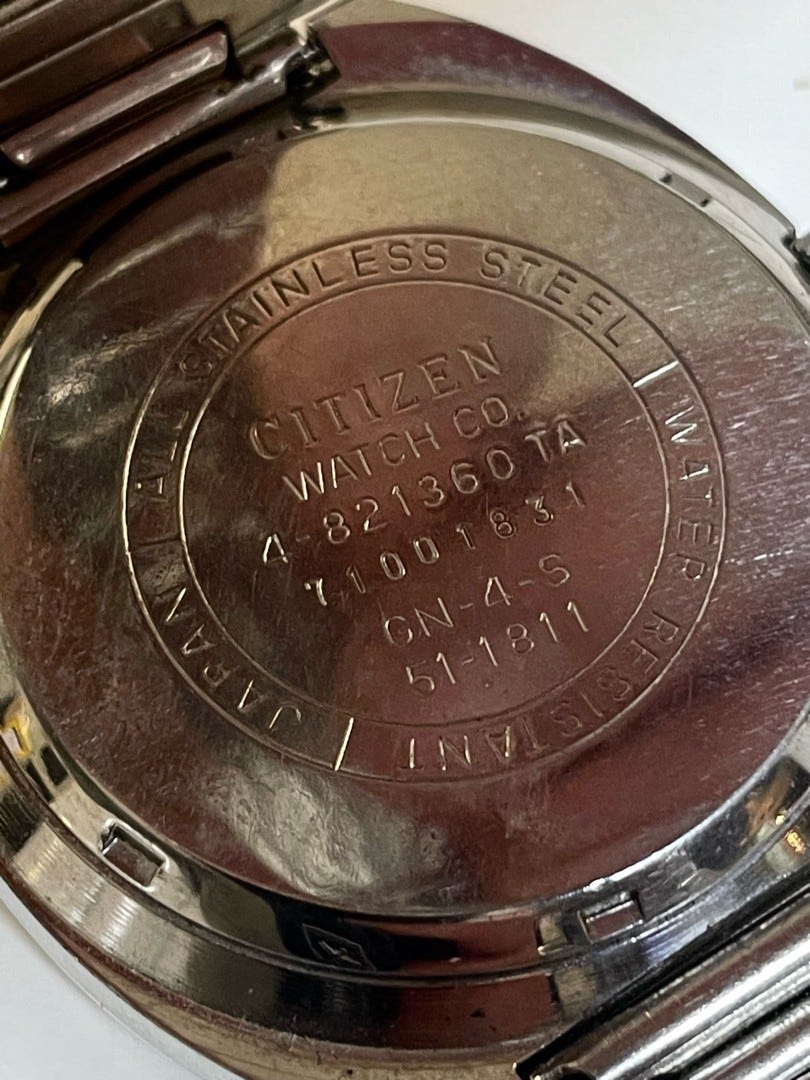 ALL STAINLESS STEEL
WATER RESISTANT
JAPAN
CITIZEN
WATCH CO.
4-821360 TA
71001831
GN-4-S
51-1811